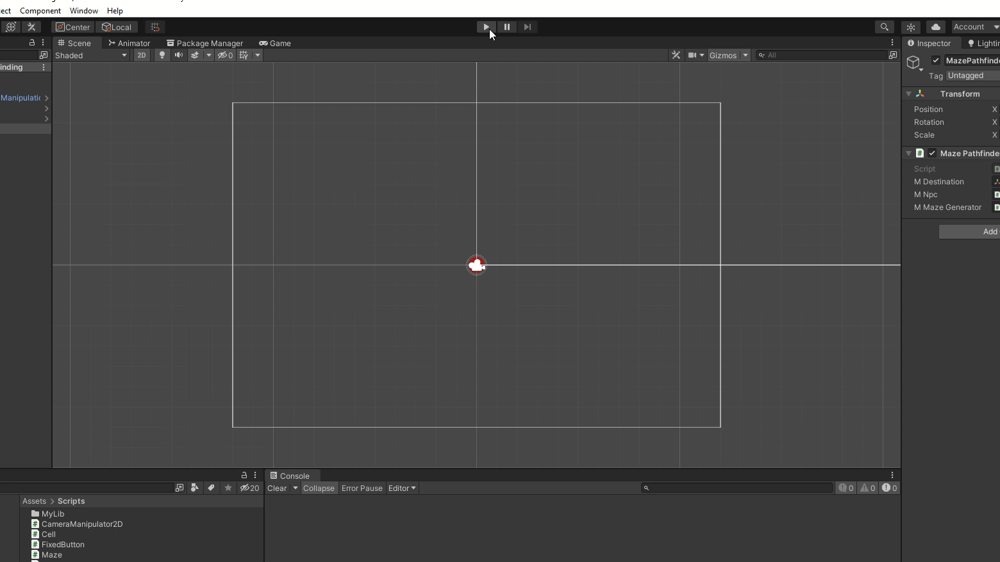 ject Component Window Help
Center Local Account
Scene Animator Package Manager Game Inspector Lightin
Shaded 2D 0 Gizmos All MazePathfinde
inding
Tag Untagged
Transform
Manipulatic
Position X
Rotation X
Scale X
Maze Pathfinde
Script
M Destination
M Npc
M Maze Generator
Add
Console
20 Clear Collapse Error Pause Editor 0 0 0
Assets > Scripts
MyLib
CameraManipulator2D
Cell
FixedButton
Maze